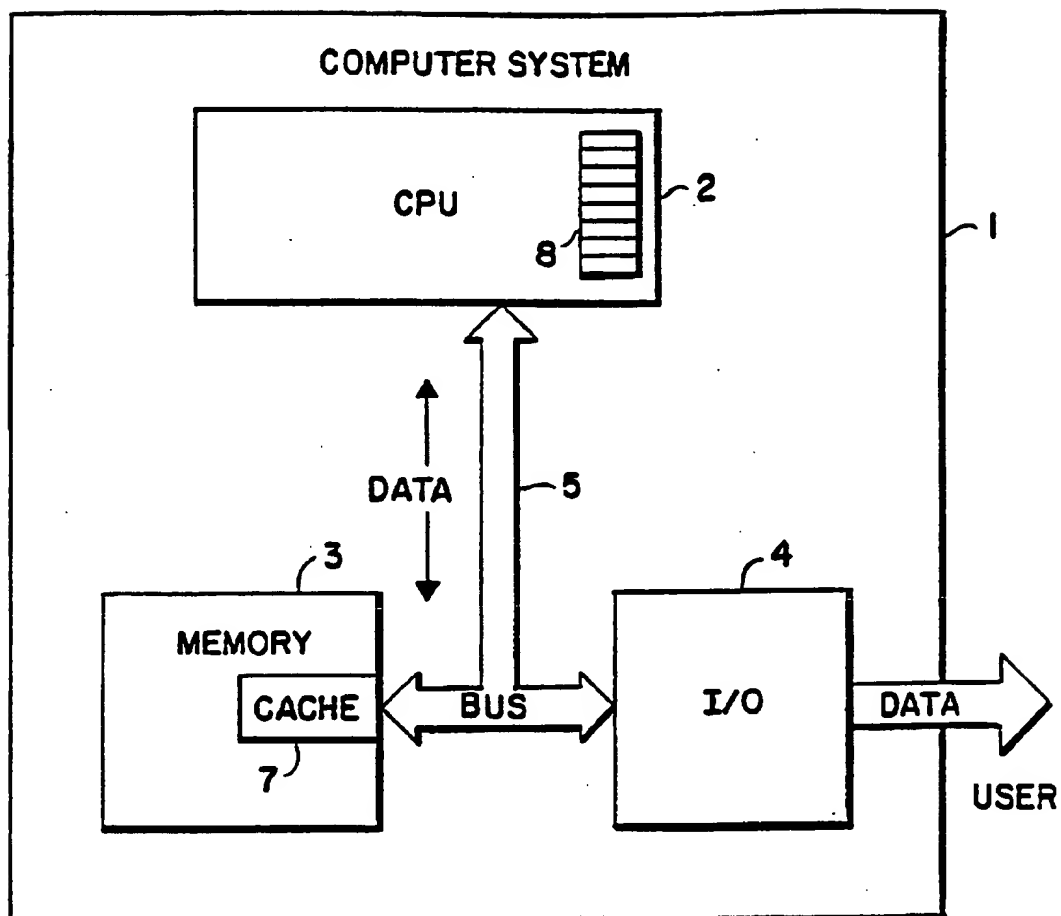 COMPUTER SYSTEM
CPU
8
2
1
DATA
5
3
4
MEMORY
CACHE
BUS
I/O
DATA
7
USER